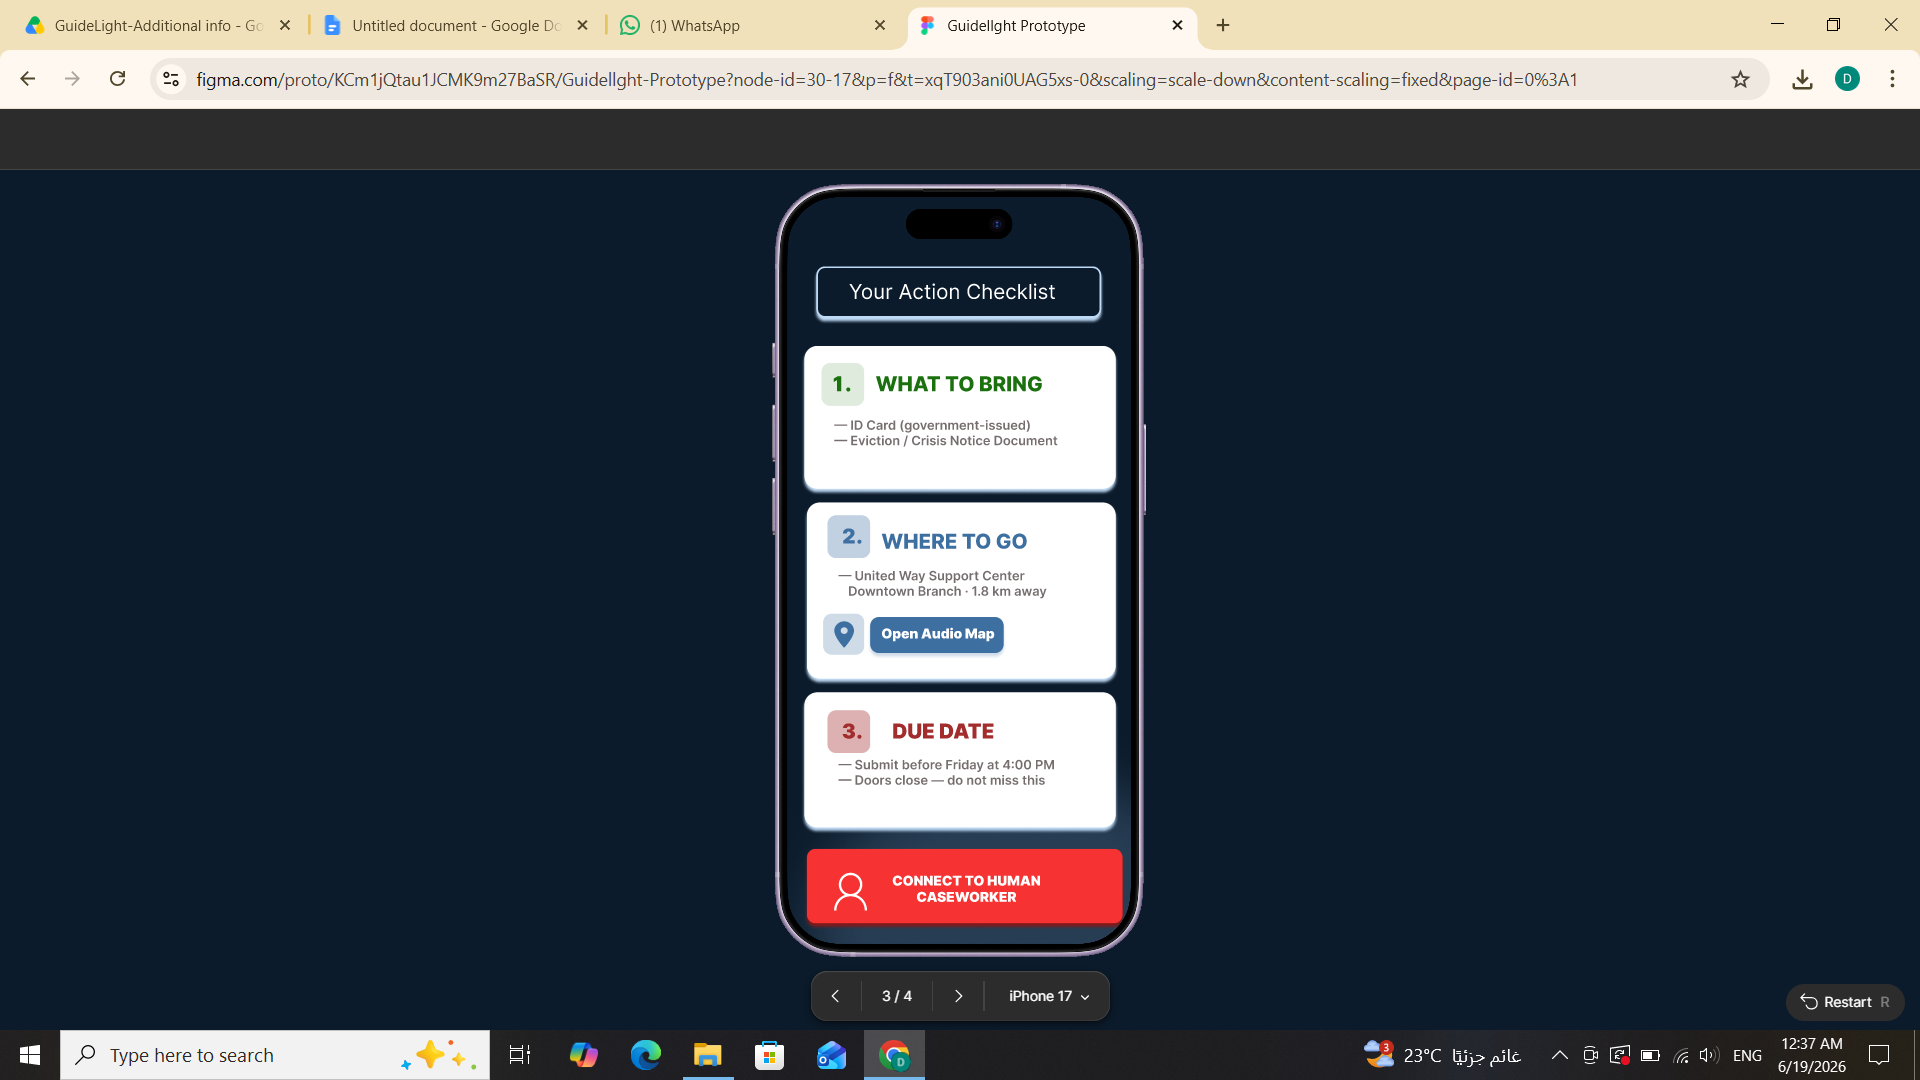 GuideLight-Additional info - Go
Untitled document - Google Do
(1) WhatsApp
Guidellght Prototype
figma.com/proto/KCm1jQtau1JCMK9m27BaSR/Guidellght-Prototype?node-id=30-17&p=f&t=xqT903ani0UAG5xs-0&scaling=scale-down&content-scaling=fixed&page-id=0%3A1
D
Your Action Checklist
1. WHAT TO BRING
— ID Card (government-issued)
— Eviction / Crisis Notice Document
2. WHERE TO GO
— United Way Support Center
Downtown Branch · 1.8 km away
Open Audio Map
3. DUE DATE
— Submit before Friday at 4:00 PM
— Doors close — do not miss this
CONNECT TO HUMAN
CASEWORKER
3 / 4
iPhone 17
Restart R
Type here to search
D
3
23°C غائم جزئيًا
ENG
12:37 AM
6/19/2026